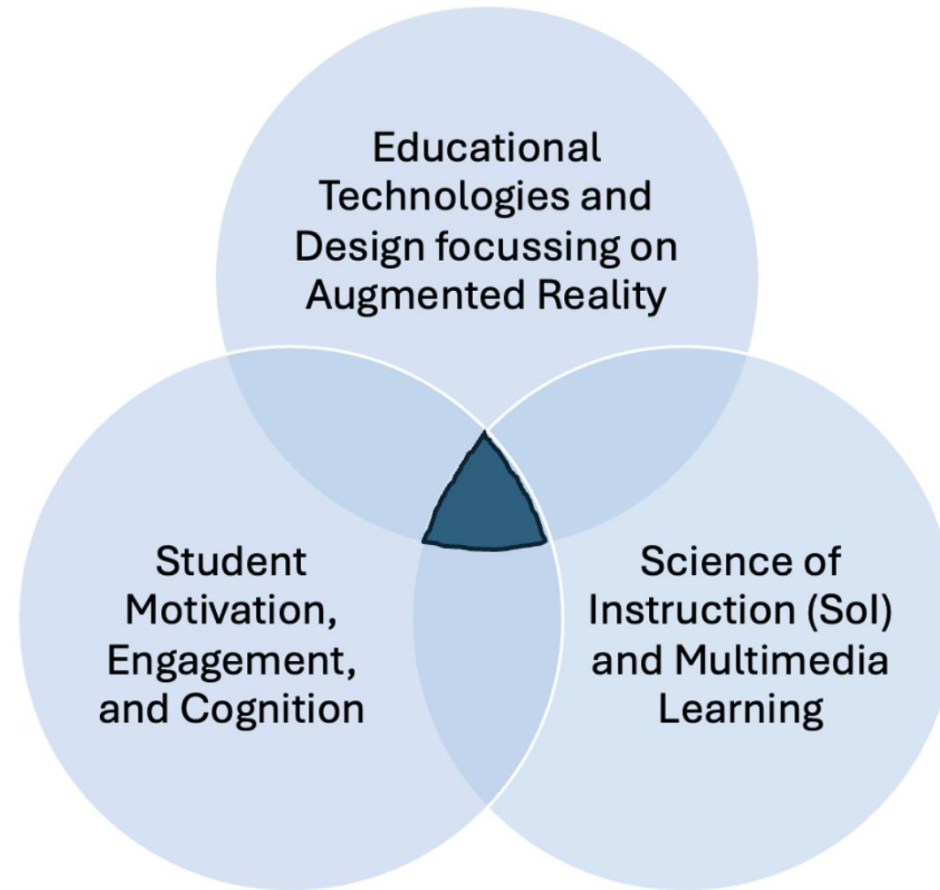 Educational
Technologies and
Design focussing on
Augmented Reality
Student
Motivation,
Engagement,
and Cognition
Science of
Instruction (SoI)
and Multimedia
Learning